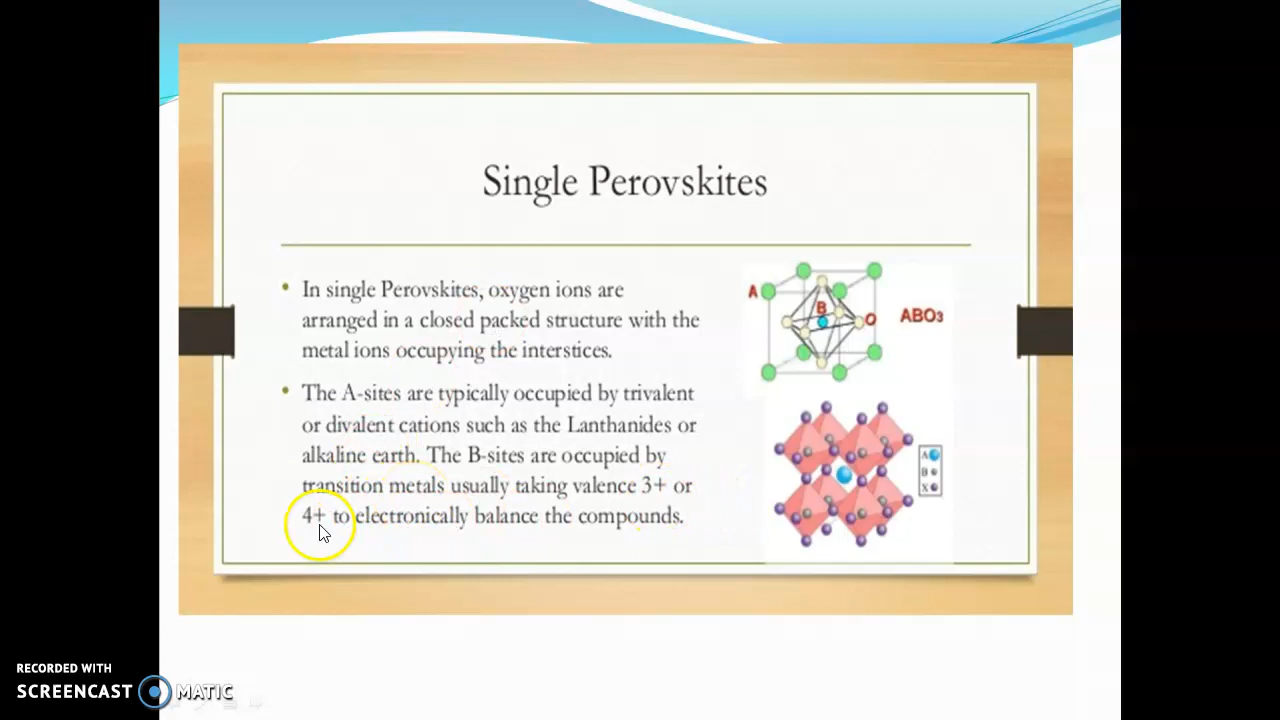 Single Perovskites
• In single Perovskites, oxygen ions are
arranged in a closed packed structure with the
metal ions occupying the interstices.
• The A-sites are typically occupied by trivalent
or divalent cations such as the Lanthanides or
alkaline earth. The B-sites are occupied by
transition metals usually taking valence 3+ or
4+ to electronically balance the compounds.
A
B
O
ABO3
A
B
X
RECORDED WITH
SCREENCAST MATIC